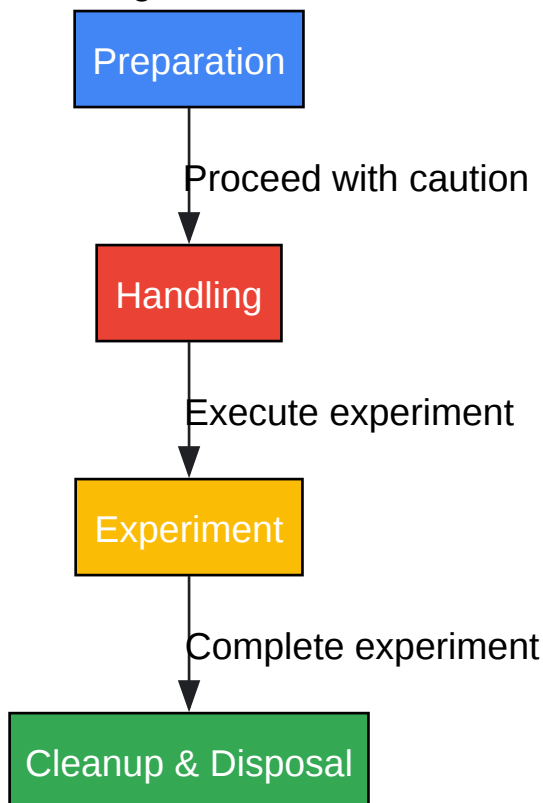 Preparation
Proceed with caution
Handling
Execute experiment
Experiment
Complete experiment
Cleanup & Disposal